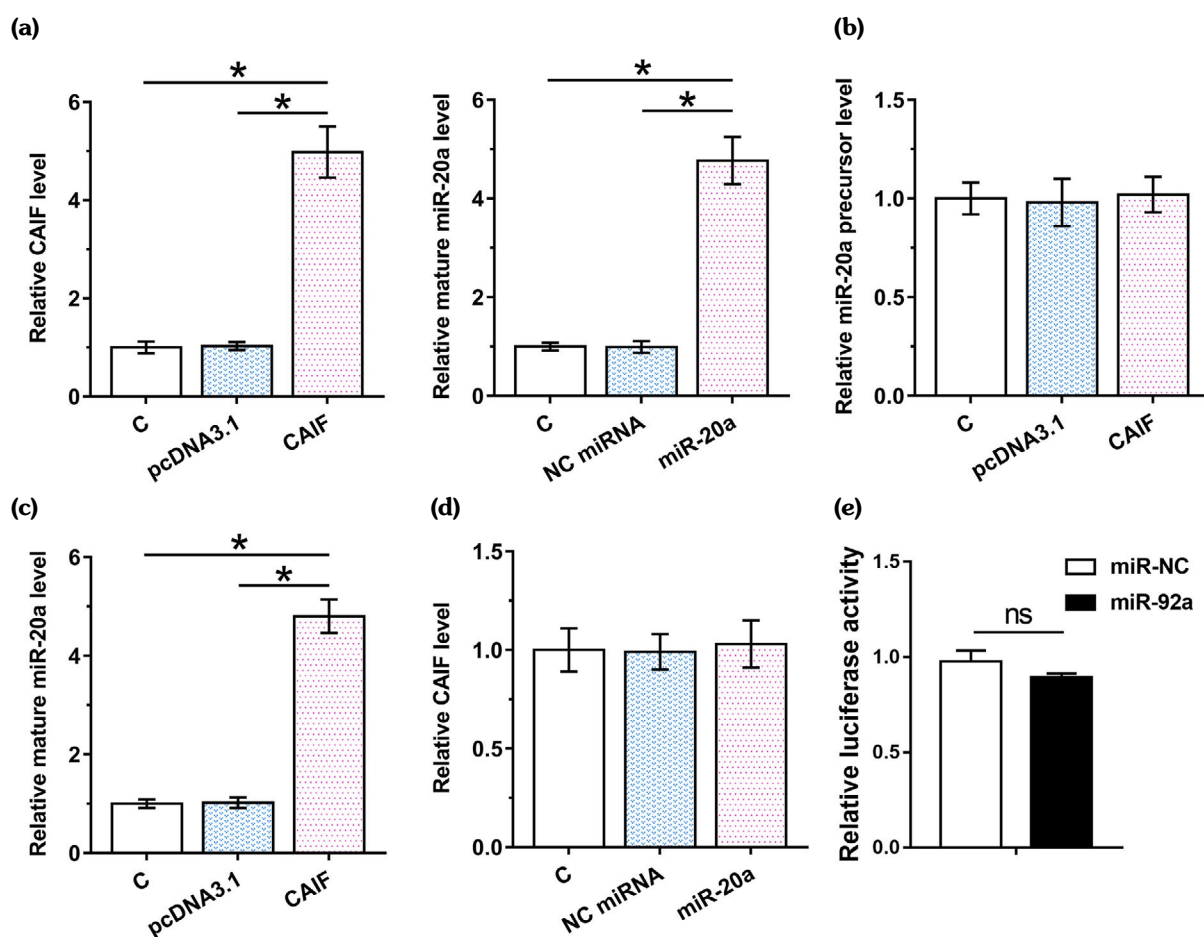 (a)
Relative CAIF level
6
4
2
0
*
*
C
pcDNA3.1
CAIF
Relative mature miR-20a level
6
4
2
0
*
*
C
NC miRNA
miR-20a
(b)
Relative miR-20a precursor level
1.5
1.0
0.5
0.0
C
pcDNA3.1
CAIF
(c)
Relative mature miR-20a level
6
4
2
0
*
*
C
pcDNA3.1
CAIF
(d)
Relative CAIF level
1.5
1.0
0.5
0.0
C
NC miRNA
miR-20a
(e)
Relative luciferase activity
1.5
1.0
0.5
0.0
miR-NC
miR-92a
ns